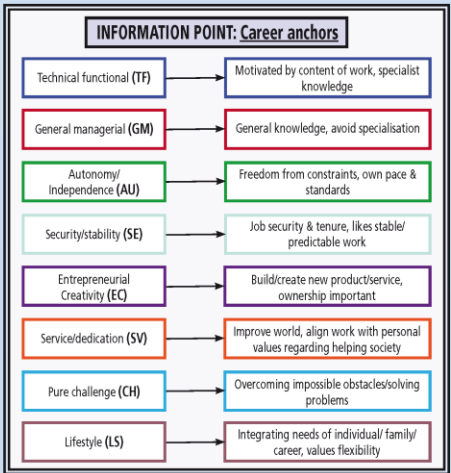 INFORMATION POINT: Career anchors
Technical functional (TF)
Motivated by content of work, specialist
knowledge
General managerial (GM)
General knowledge, avoid specialisation
Autonomy/
Independence (AU)
Freedom from constraints, own pace &
standards
Security/stability (SE)
Job security & tenure, likes stable/
predictable work
Entrepreneurial
Creativity (EC)
Build/create new product/service,
ownership important
Service/dedication (SV)
Improve world, align work with personal
values regarding helping society
Pure challenge (CH)
Overcoming impossible obstacles/solving
problems
Lifestyle (LS)
Integrating needs of individual/ family/
career, values flexibility